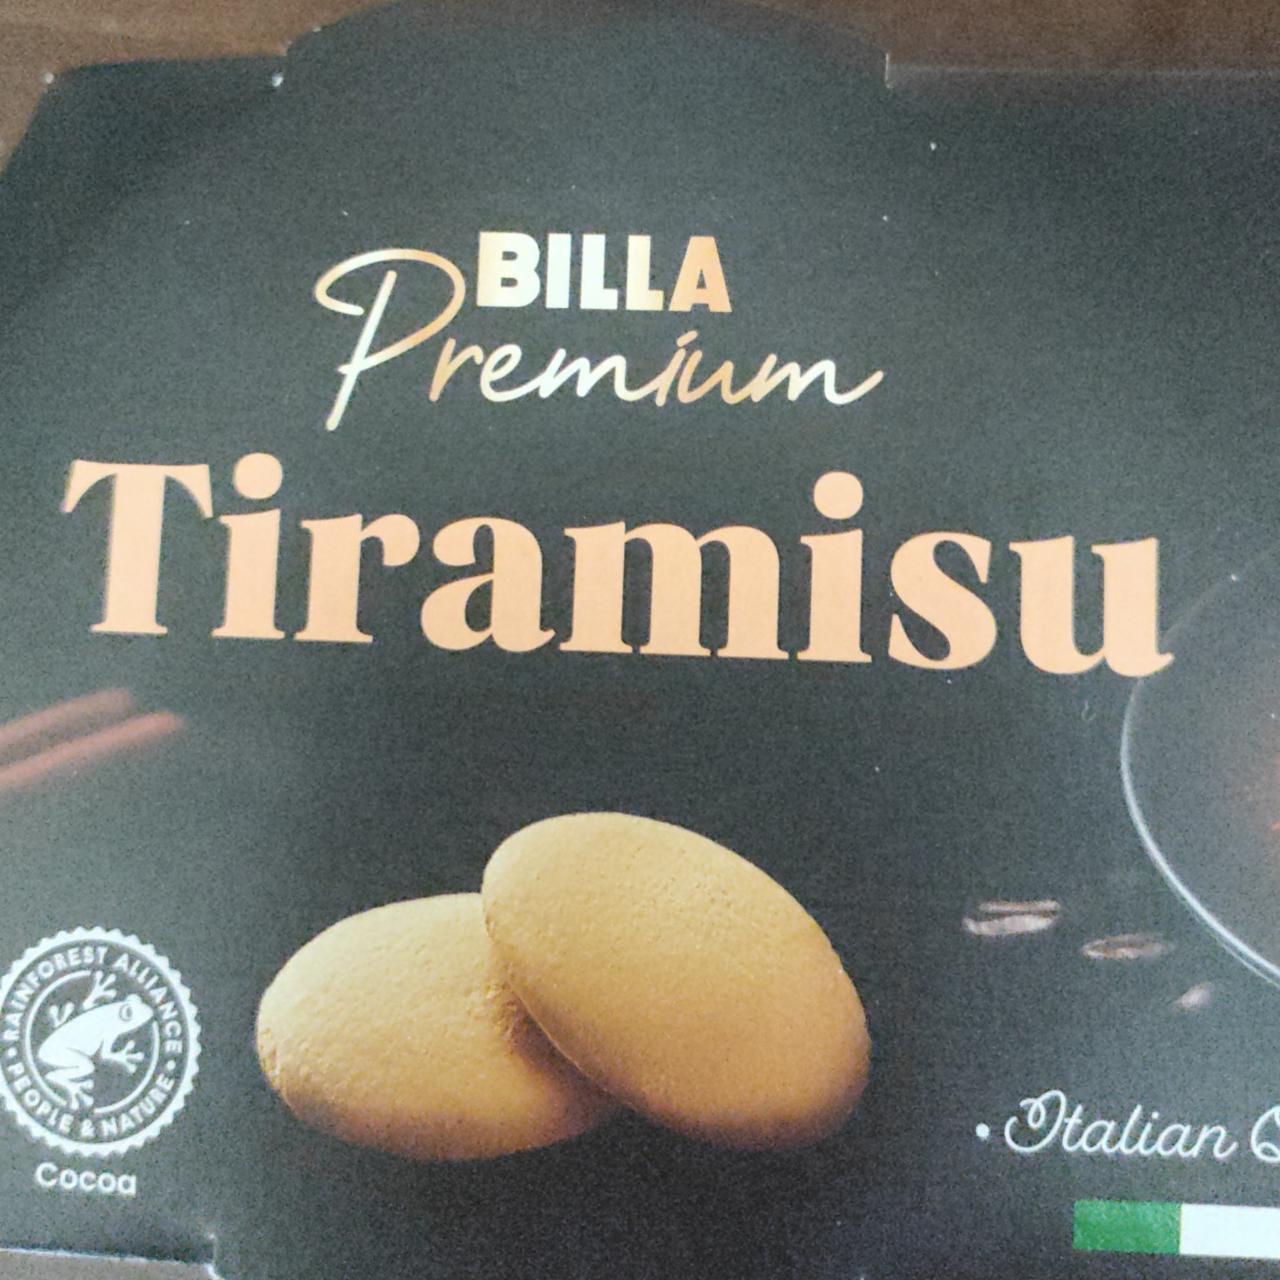 BILLA
Premium
Tiramisu
RAINFOREST ALLIANCE
• PEOPLE & NATURE •
Cocoa
• Italian